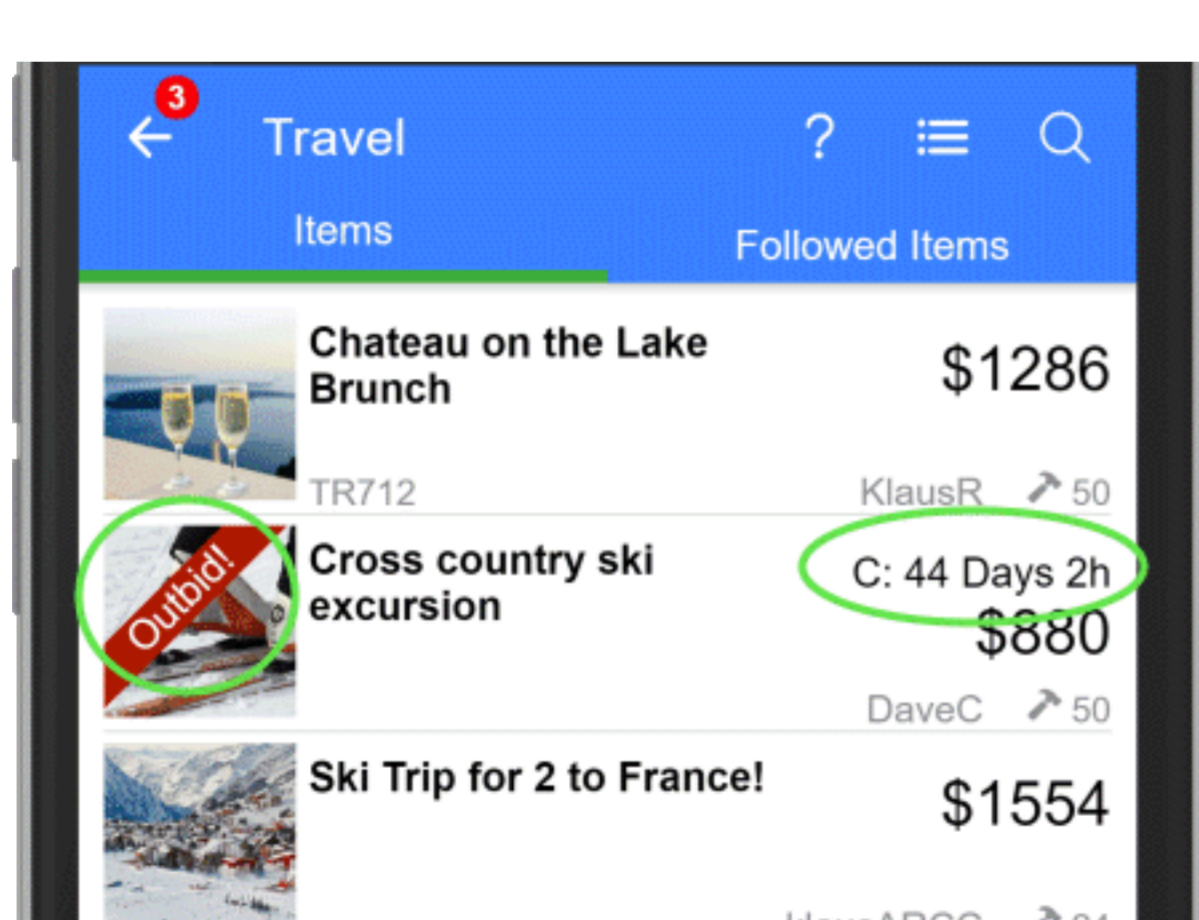 3
Travel ?
Items
Followed Items
Chateau on the Lake
Brunch
$1286
TR712
KlausR 50
Outbid!
Cross country ski
excursion
C: 44 Days 2h
$880
DaveC 50
Ski Trip for 2 to France!
$1554